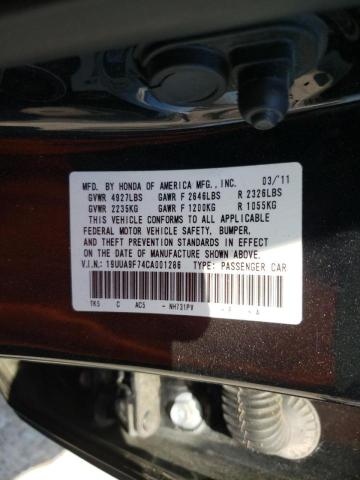 MFD. BY HONDA OF AMERICA MFG., INC. 03/11
GVWR 4927LBS GAWR F 2646LBS R 2326LBS
GVWR 2235KG GAWR F 1200KG R 1055KG
THIS VEHICLE CONFORMS TO ALL APPLICABLE
FEDERAL MOTOR VEHICLE SAFETY, BUMPER,
AND THEFT PREVENTION STANDARDS IN EFFECT
ON THE DATE OF MANUFACTURE SHOWN ABOVE.
V.I.N.: 19UUA9F74CA001286 TYPE: PASSENGER CAR
TK5 C AC5 - NH731PV - F - A